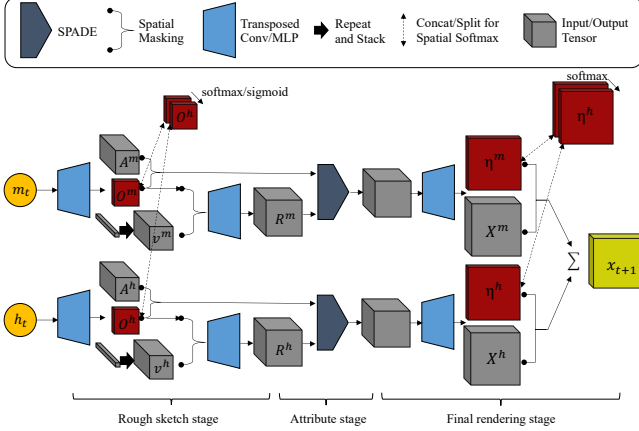 SPADE
Spatial
Masking
Transposed
Conv/MLP
Repeat
and Stack
Concat/Split for
Spatial Softmax
Input/Output
Tensor
softmax/sigmoid
O^h
softmax
η^h
m_t
A^m
O^m
v^m
R^m
η^m
X^m
Σ
x_{t+1}
h_t
A^h
O^h
v^h
R^h
η^h
X^h
Rough sketch stage
Attribute stage
Final rendering stage